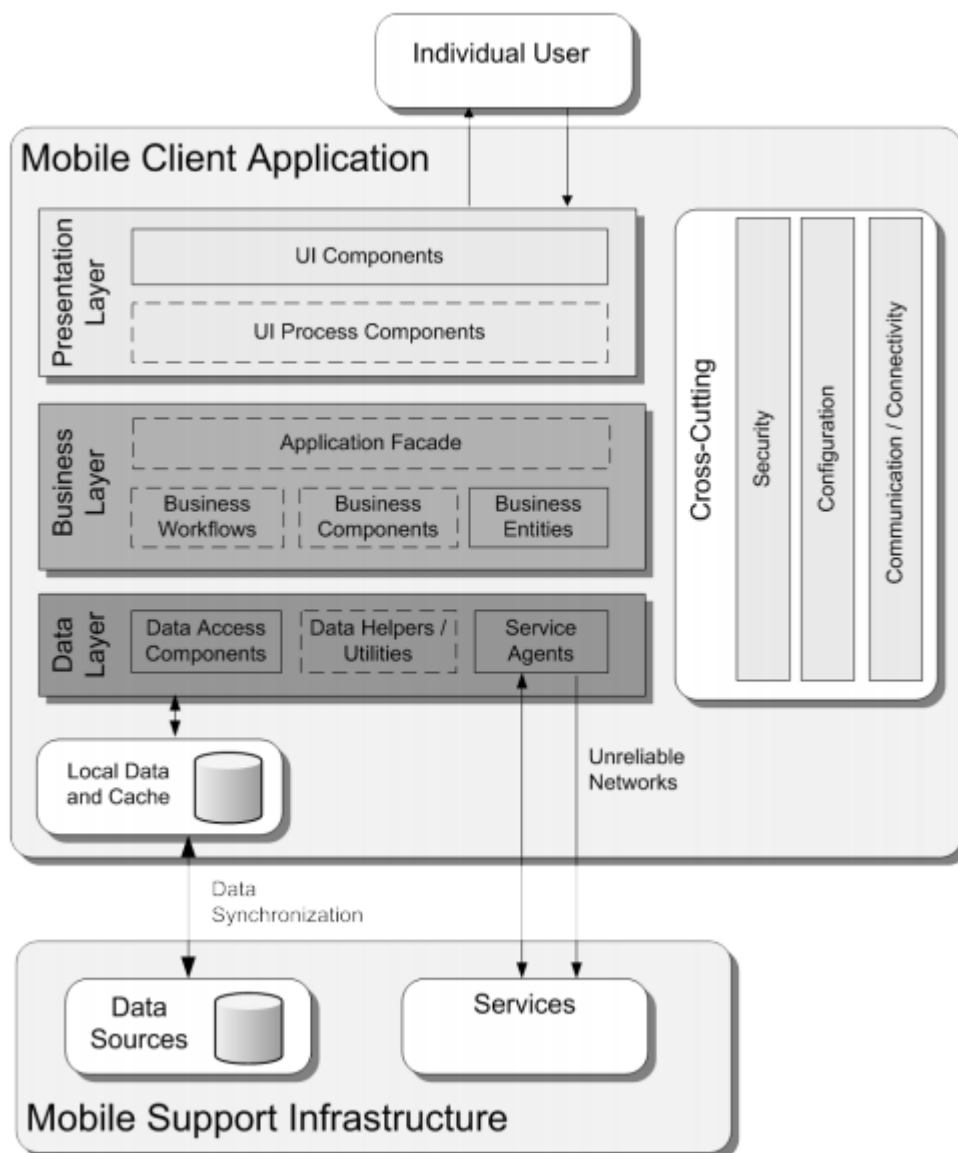 Individual User
Mobile Client Application
Presentation
Layer
UI Components
UI Process Components
Business
Layer
Application Facade
Business
Workflows
Business
Components
Business
Entities
Data
Layer
Data Access
Components
Data Helpers /
Utilities
Service
Agents
Cross-Cutting
Security
Configuration
Communication / Connectivity
Local Data
and Cache
Unreliable
Networks
Data
Synchronization
Data
Sources
Services
Mobile Support Infrastructure